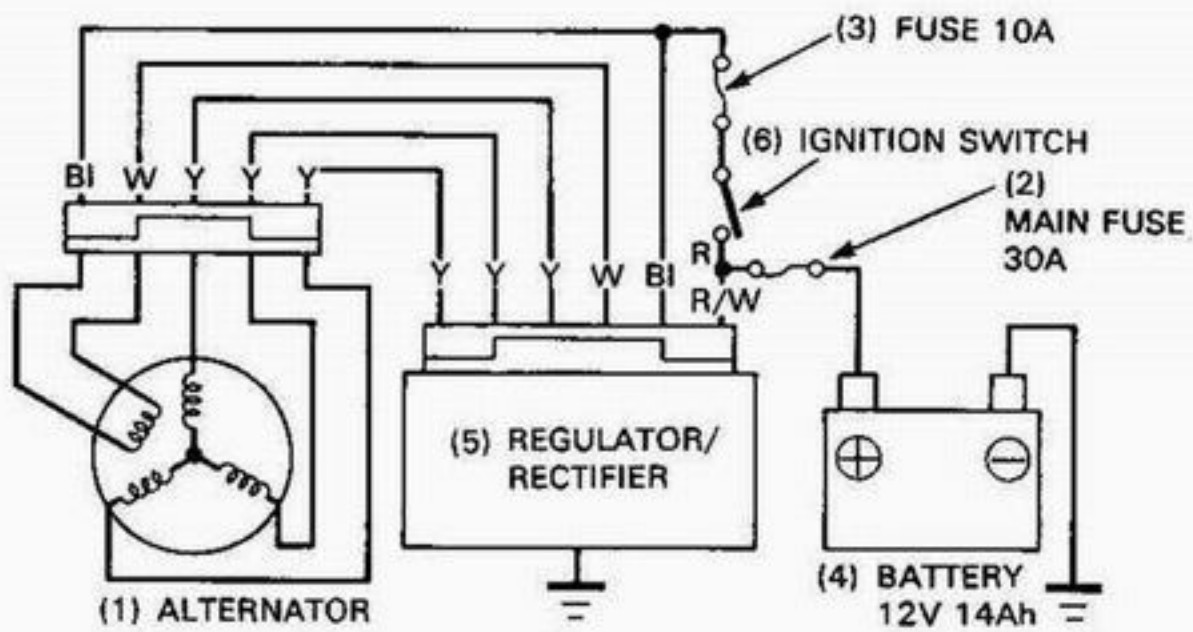 (3) FUSE 10A
(6) IGNITION SWITCH
(2)
MAIN FUSE
30A
Bl W Y Y Y
R
Y Y Y W Bl R/W
(5) REGULATOR/
RECTIFIER
(1) ALTERNATOR
(4) BATTERY
12V 14Ah